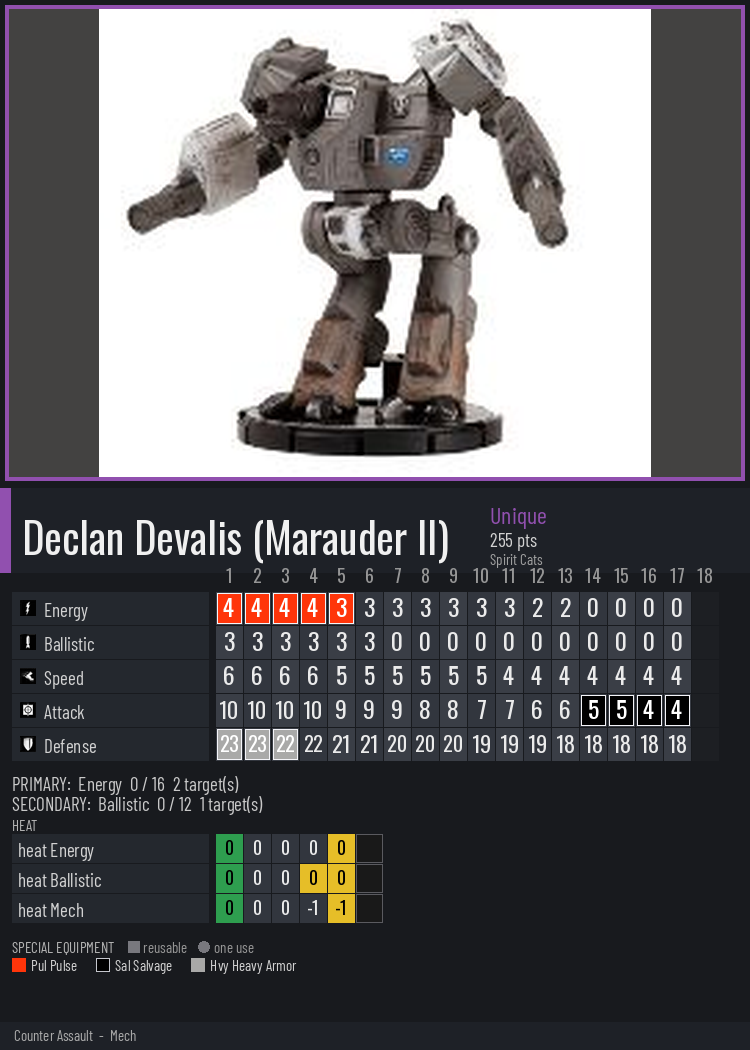 Declan Devalis (Marauder II)
Unique
255 pts
Spirit Cats
1 2 3 4 5 6 7 8 9 10 11 12 13 14 15 16 17 18
Energy 4 4 4 4 3 3 3 3 3 3 3 2 2 0 0 0 0
Ballistic 3 3 3 3 3 3 0 0 0 0 0 0 0 0 0 0 0
Speed 6 6 6 6 5 5 5 5 5 5 4 4 4 4 4 4 4
Attack 10 10 10 10 9 9 9 8 8 7 7 6 6 5 5 4 4
Defense 23 23 22 22 21 21 20 20 20 19 19 19 18 18 18 18 18
PRIMARY: Energy 0 / 16 2 target(s)
SECONDARY: Ballistic 0 / 12 1 target(s)
HEAT
heat Energy 0 0 0 0 0
heat Ballistic 0 0 0 0 0
heat Mech 0 0 0 -1 -1
SPECIAL EQUIPMENT reusable one use
Pul Pulse Sal Salvage Hvy Heavy Armor
Counter Assault - Mech